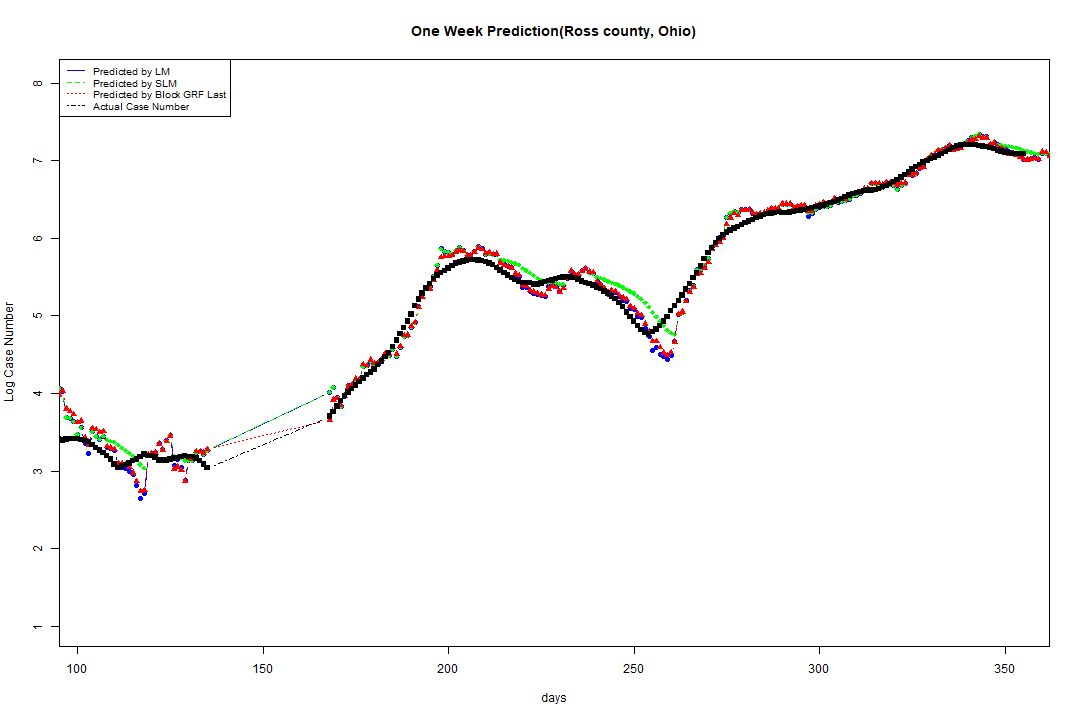 One Week Prediction(Ross county, Ohio)
Predicted by LM
Predicted by SLM
Predicted by Block GRF Last
Actual Case Number
8
7
6
5
4
3
2
1
Log Case Number
100 150 200 250 300 350
days